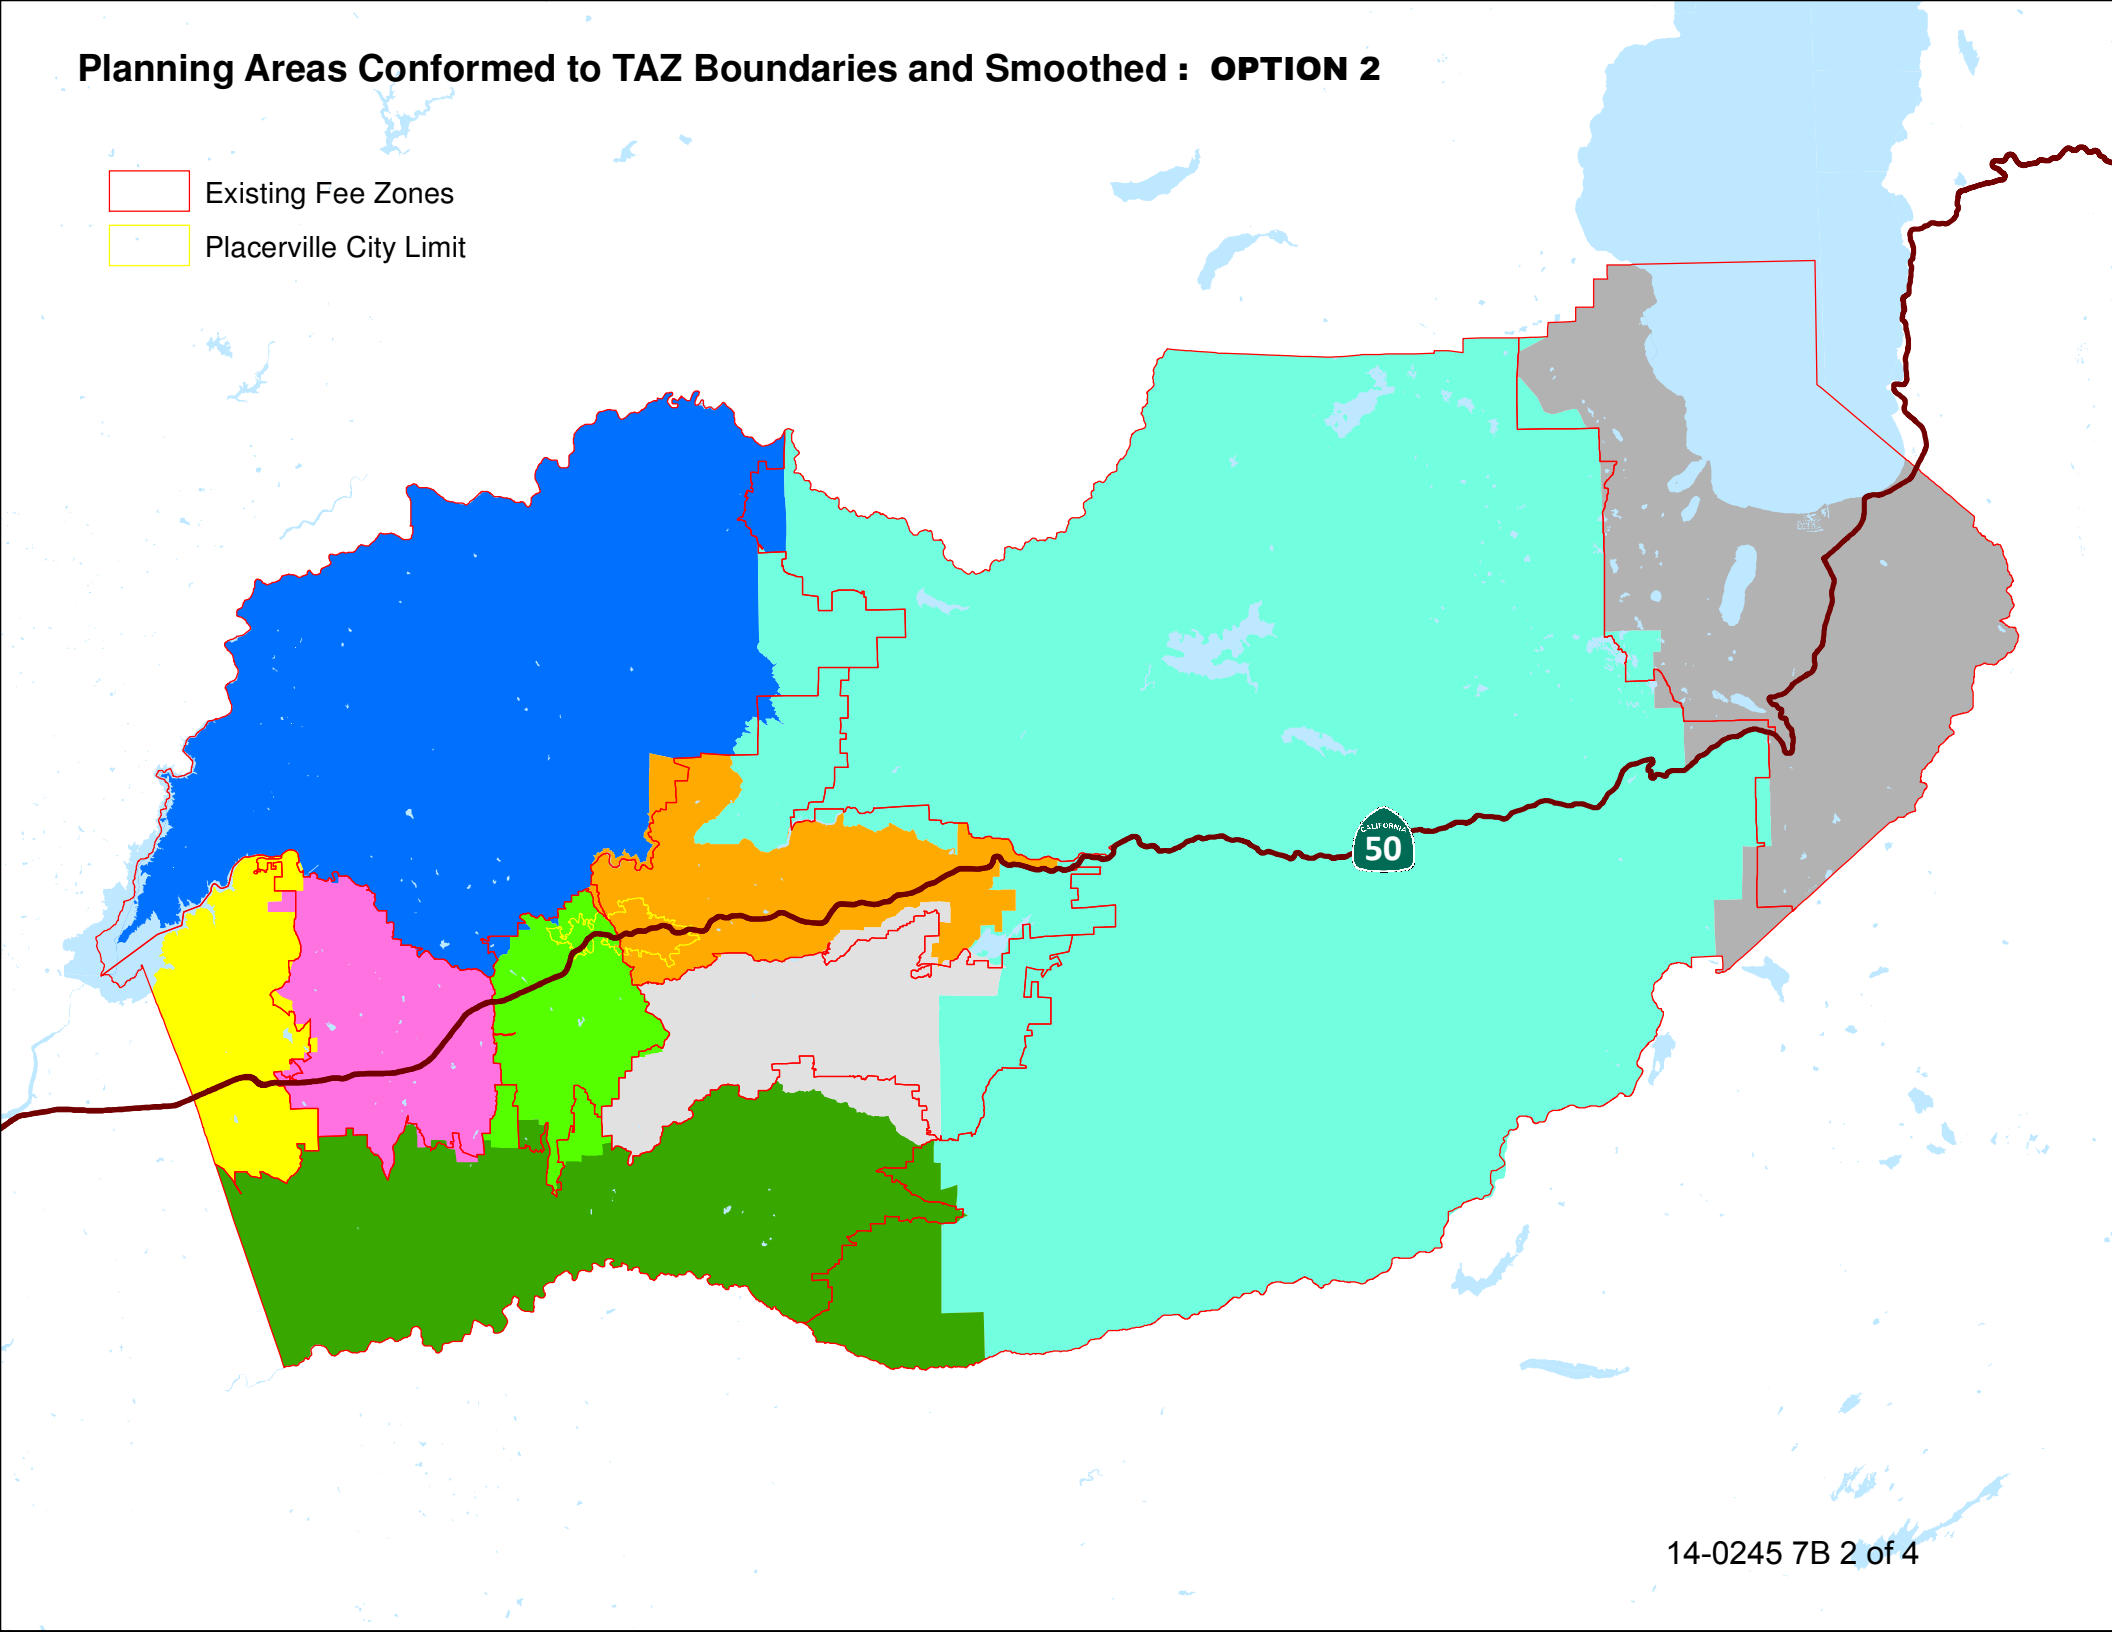 Planning Areas Conformed to TAZ Boundaries and Smoothed : OPTION 2
Existing Fee Zones
Placerville City Limit
CALIFORNIA
50
14-0245 7B 2 of 4